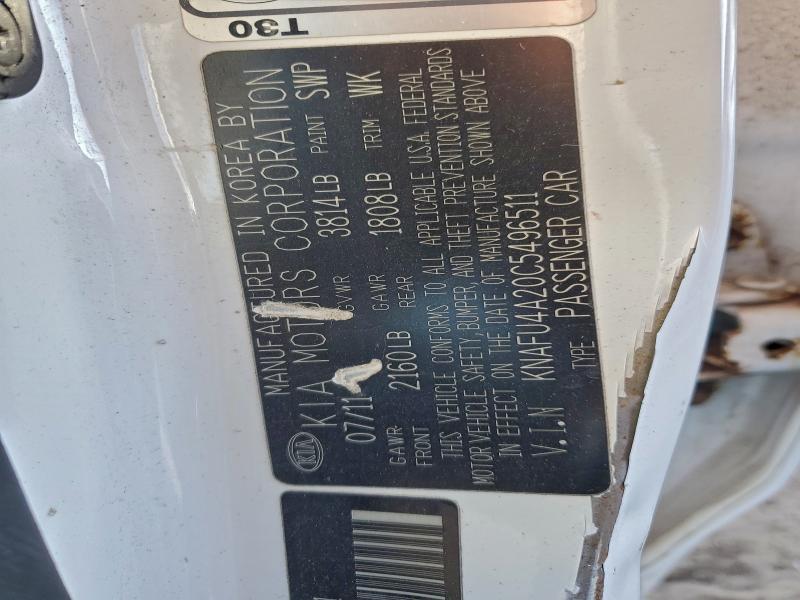 T30
MANUFACTURED IN KOREA BY
KIA KIA MOTORS CORPORATION
07/11 GVWR 3814LB PAINT SWP
GAWR FRONT 2160LB GAWR REAR 1808LB TRIM: WK
THIS VEHICLE CONFORMS TO ALL APPLICABLE U.S.A. FEDERAL
MOTOR VEHICLE SAFETY, BUMPER, AND THEFT PREVENTION STANDARDS
IN EFFECT ON THE DATE OF MANUFACTURE SHOWN ABOVE
V.I.N KNAFU4A20C5496511
TYPE: PASSENGER CAR